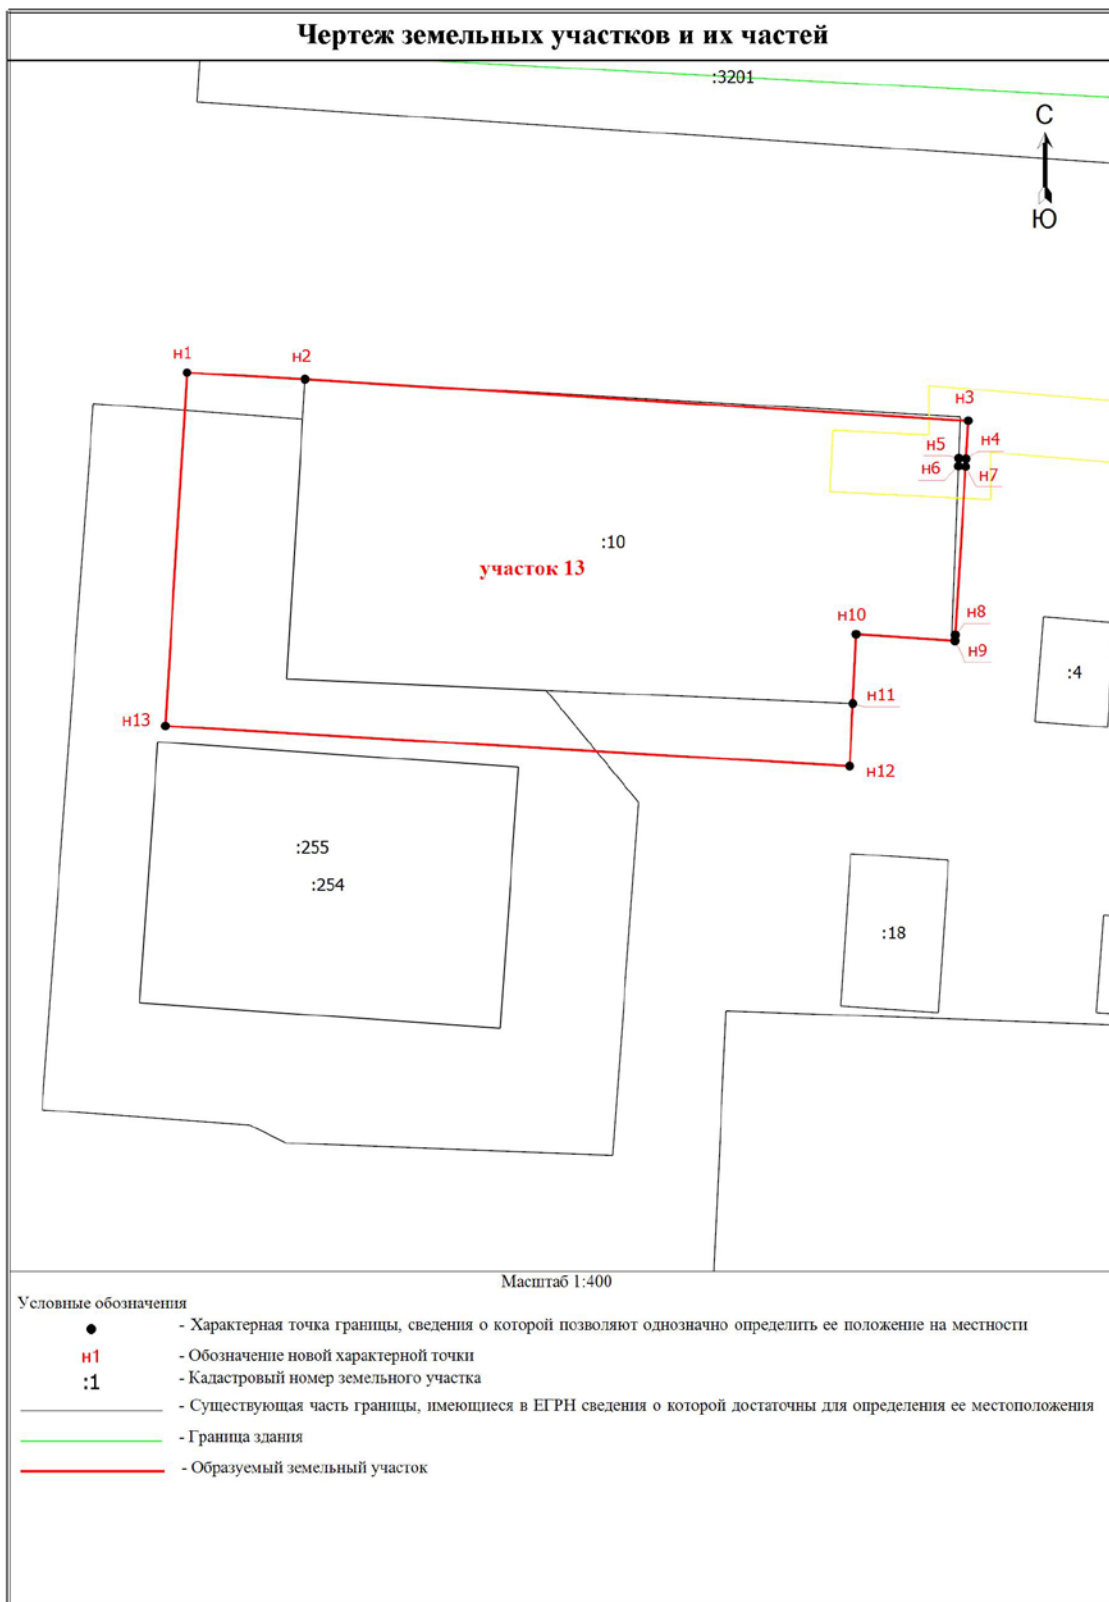 Чертеж земельных участков и их частей
:3201
С
Ю
н1
н2
н3
н5
н4
н6
н7
:10
участок 13
н10
н8
н9
:4
н11
н13
н12
:255
:254
:18
Масштаб 1:400
Условные обозначения
- Характерная точка границы, сведения о которой позволяют однозначно определить ее положение на местности
н1 - Обозначение новой характерной точки
:1 - Кадастровый номер земельного участка
- Существующая часть границы, имеющиеся в ЕГРН сведения о которой достаточны для определения ее местоположения
- Граница здания
- Образуемый земельный участок